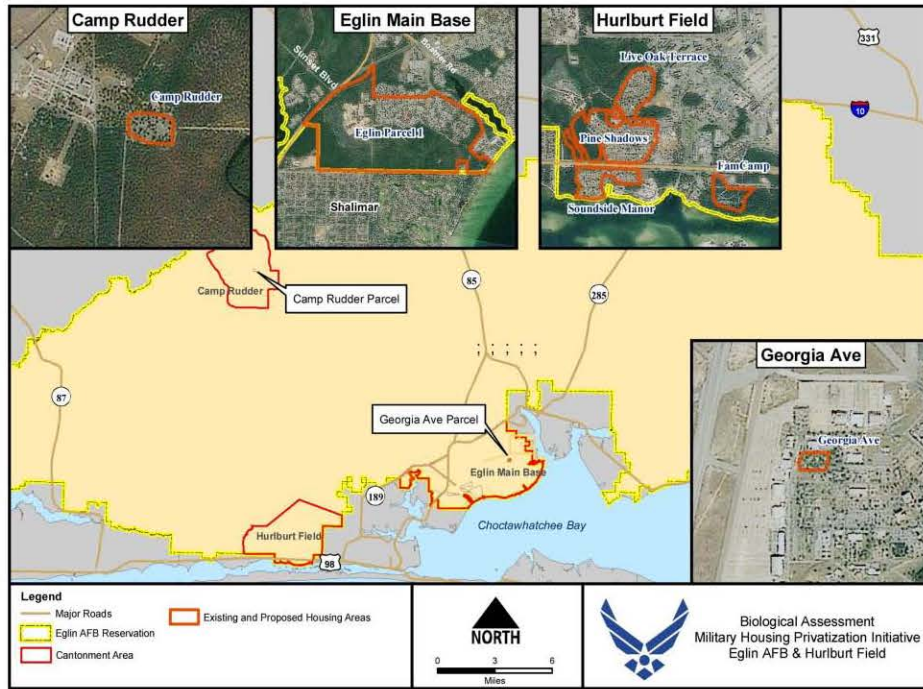 Camp Rudder
Camp Rudder
Eglin Main Base
Sunset Blvd
Eglin Parcel 1
Shalimar
Hurlburt Field
Live Oak Terrace
Pine Shadows
FamCamp
Soundside Manor
331
10
Camp Rudder
Camp Rudder Parcel
85
285
; ; ; ; ;
87
Georgia Ave Parcel
Eglin Main Base
189
Hurlburt Field
98
Choctawhatchee Bay
Georgia Ave
Georgia Ave
Legend
Major Roads
Eglin AFB Reservation
Cantonment Area
Existing and Proposed Housing Areas
NORTH
0 3 6
Miles
Biological Assessment
Military Housing Privatization Initiative
Eglin AFB & Hurlburt Field